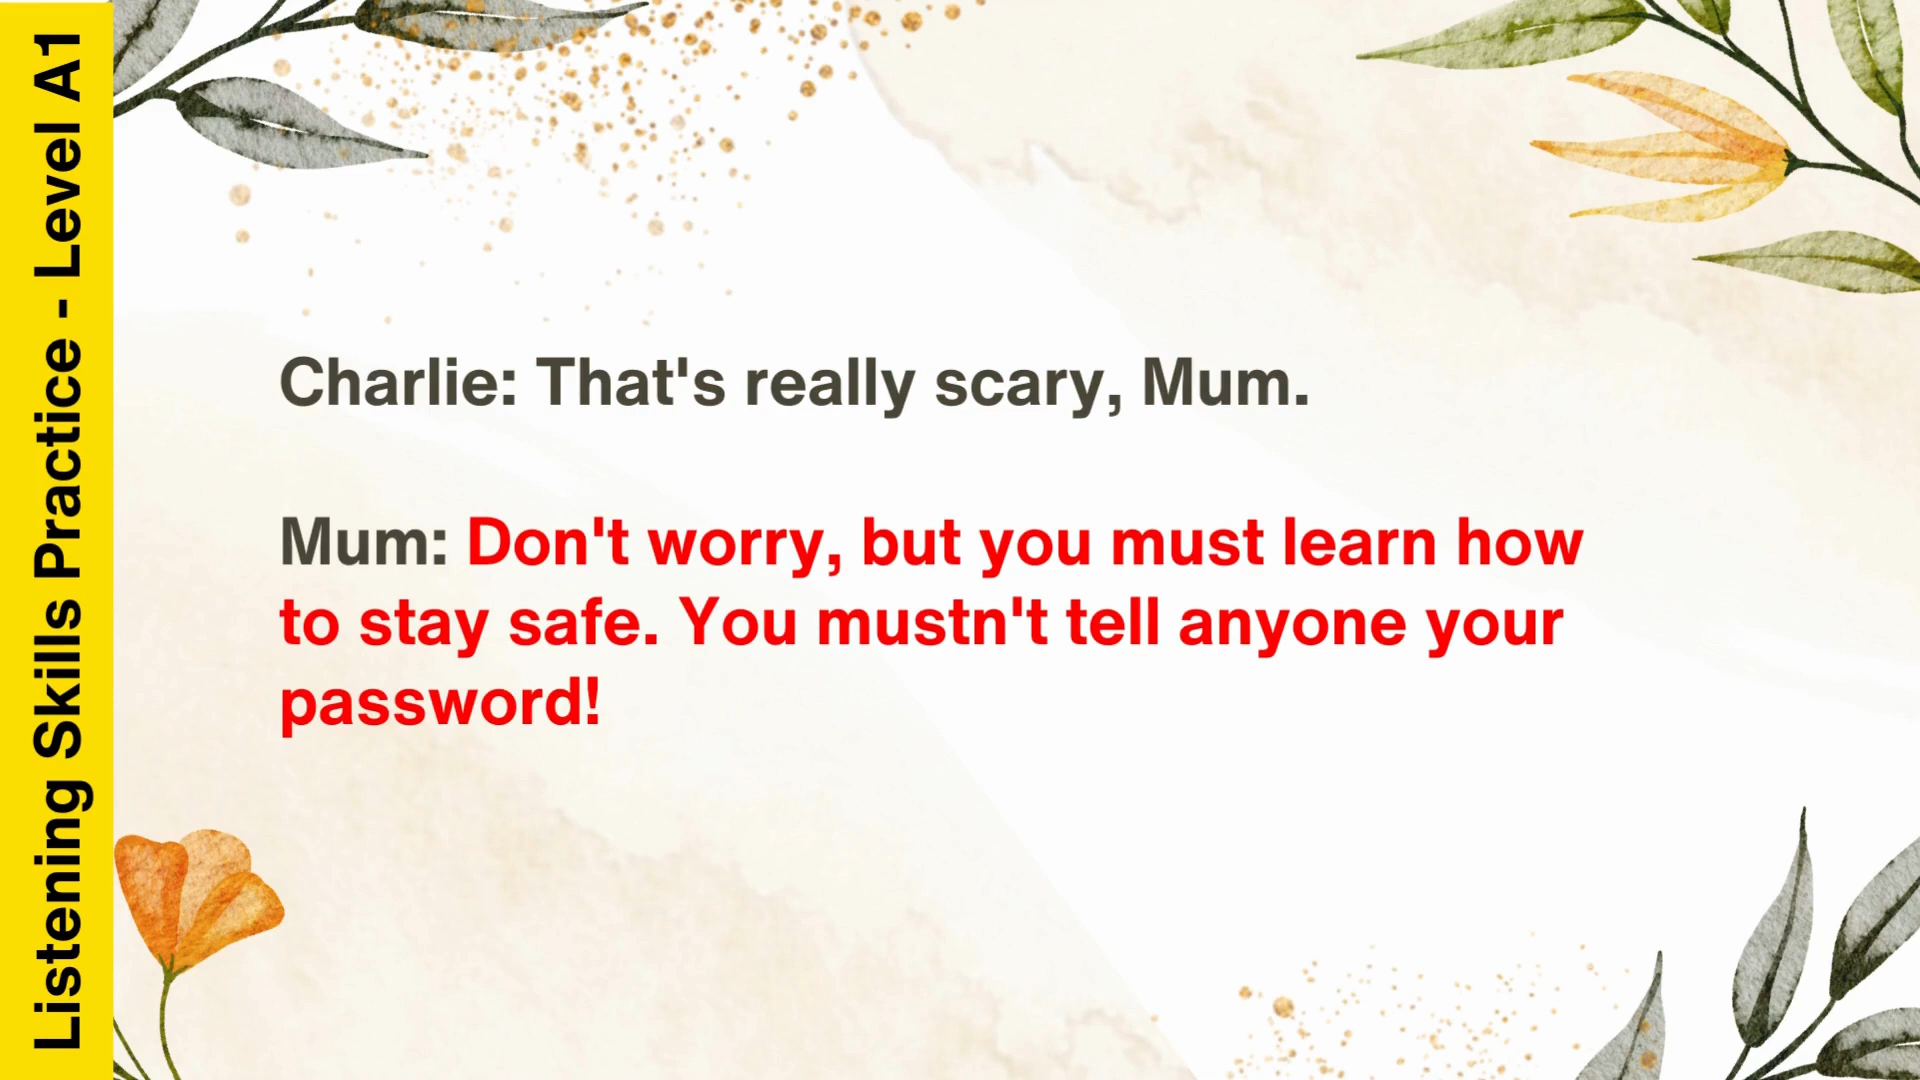 Listening Skills Practice - Level A1
Charlie: That's really scary, Mum.
Mum: Don't worry, but you must learn how
to stay safe. You mustn't tell anyone your
password!